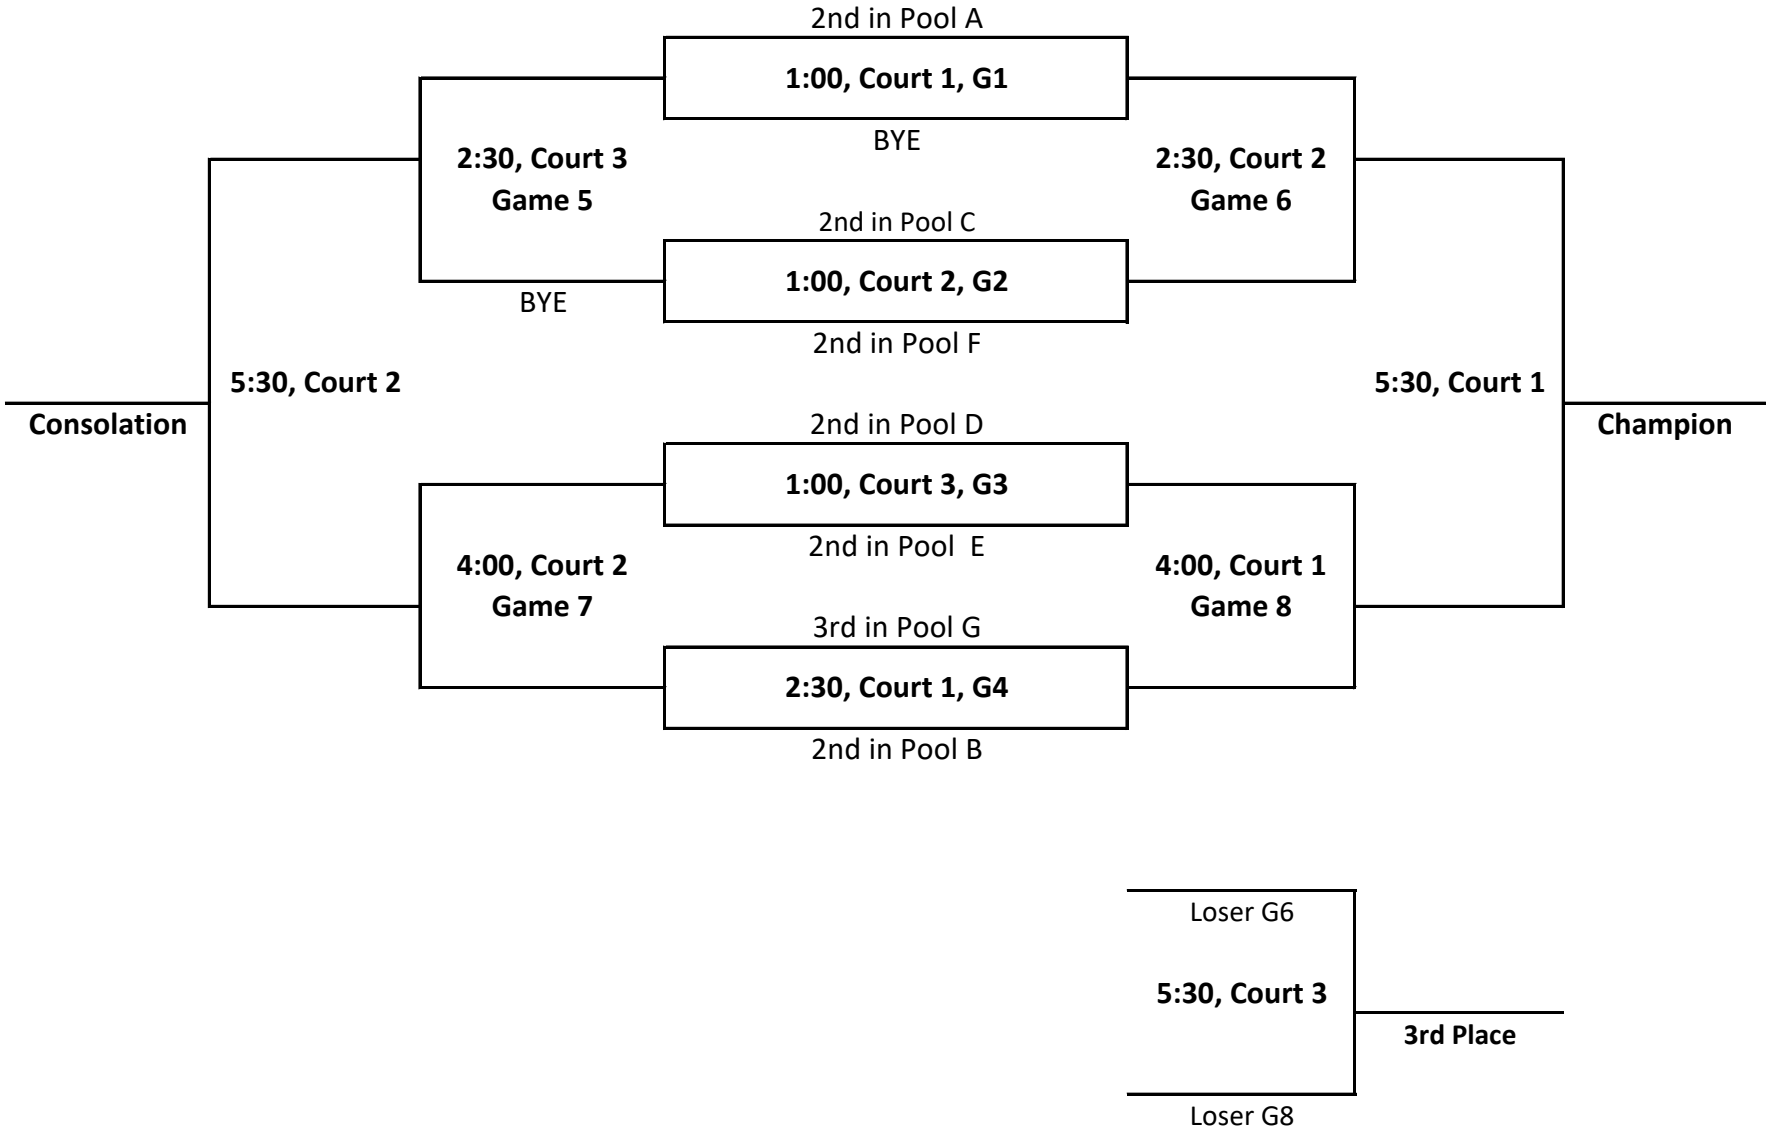 2nd in Pool A
1:00, Court 1, G1
BYE
2:30, Court 3
Game 5
2:30, Court 2
Game 6
2nd in Pool C
1:00, Court 2, G2
BYE
2nd in Pool F
5:30, Court 2
5:30, Court 1
Consolation
2nd in Pool D
Champion
1:00, Court 3, G3
2nd in Pool  E
4:00, Court 2
Game 7
4:00, Court 1
Game 8
3rd in Pool G
2:30, Court 1, G4
2nd in Pool B
Loser G6
5:30, Court 3
3rd Place
Loser G8